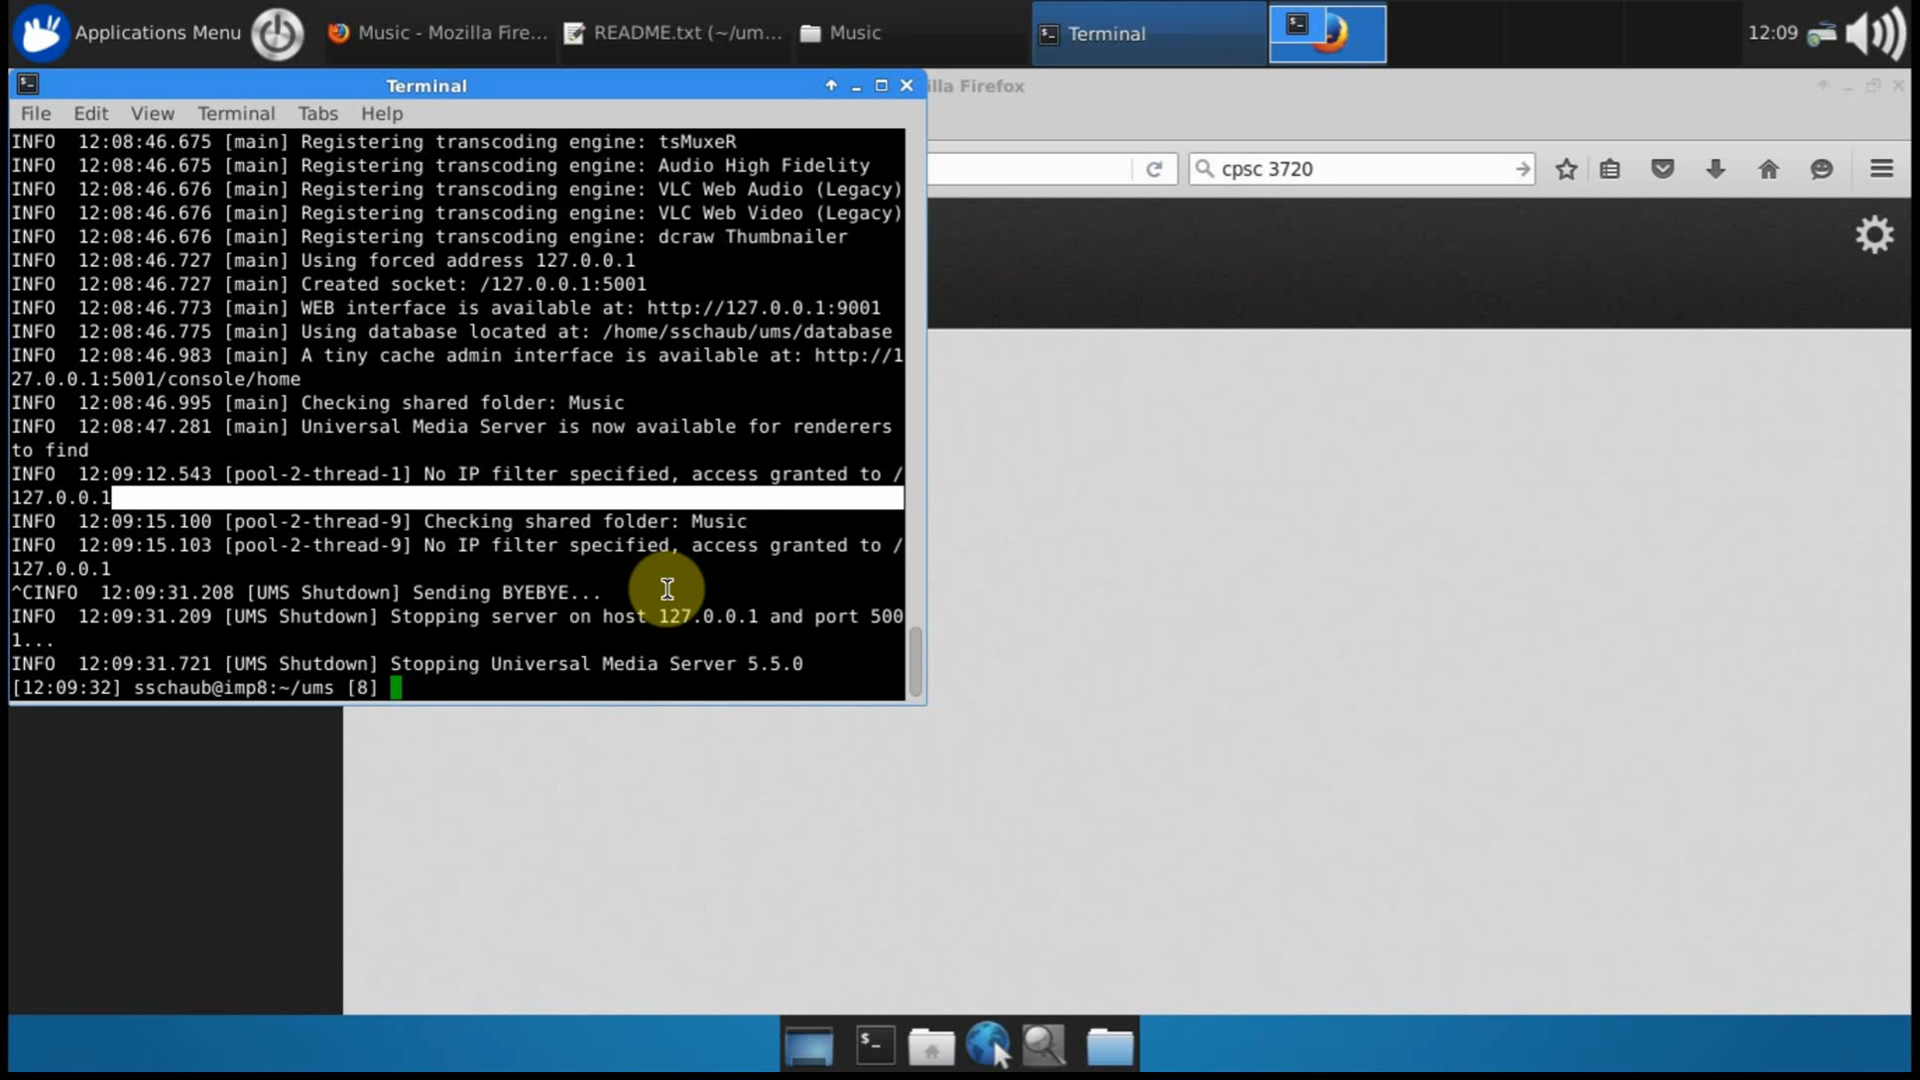 Applications Menu
Music - Mozilla Fire...
README.txt (~/um...
Music
Terminal
12:09
Terminal
illa Firefox
File Edit View Terminal Tabs Help
cpsc 3720
INFO  12:08:46.675 [main] Registering transcoding engine: tsMuxeR
INFO  12:08:46.675 [main] Registering transcoding engine: Audio High Fidelity
INFO  12:08:46.676 [main] Registering transcoding engine: VLC Web Audio (Legacy)
INFO  12:08:46.676 [main] Registering transcoding engine: VLC Web Video (Legacy)
INFO  12:08:46.676 [main] Registering transcoding engine: dcraw Thumbnailer
INFO  12:08:46.727 [main] Using forced address 127.0.0.1
INFO  12:08:46.727 [main] Created socket: /127.0.0.1:5001
INFO  12:08:46.773 [main] WEB interface is available at: http://127.0.0.1:9001
INFO  12:08:46.775 [main] Using database located at: /home/sschaub/ums/database
INFO  12:08:46.983 [main] A tiny cache admin interface is available at: http://1
27.0.0.1:5001/console/home
INFO  12:08:46.995 [main] Checking shared folder: Music
INFO  12:08:47.281 [main] Universal Media Server is now available for renderers
to find
INFO  12:09:12.543 [pool-2-thread-1] No IP filter specified, access granted to /
127.0.0.1
INFO  12:09:15.100 [pool-2-thread-9] Checking shared folder: Music
INFO  12:09:15.103 [pool-2-thread-9] No IP filter specified, access granted to /
127.0.0.1
^CINFO  12:09:31.208 [UMS Shutdown] Sending BYEBYE...
INFO  12:09:31.209 [UMS Shutdown] Stopping server on host 127.0.0.1 and port 500
1...
INFO  12:09:31.721 [UMS Shutdown] Stopping Universal Media Server 5.5.0
[12:09:32] sschaub@imp8:~/ums [8]